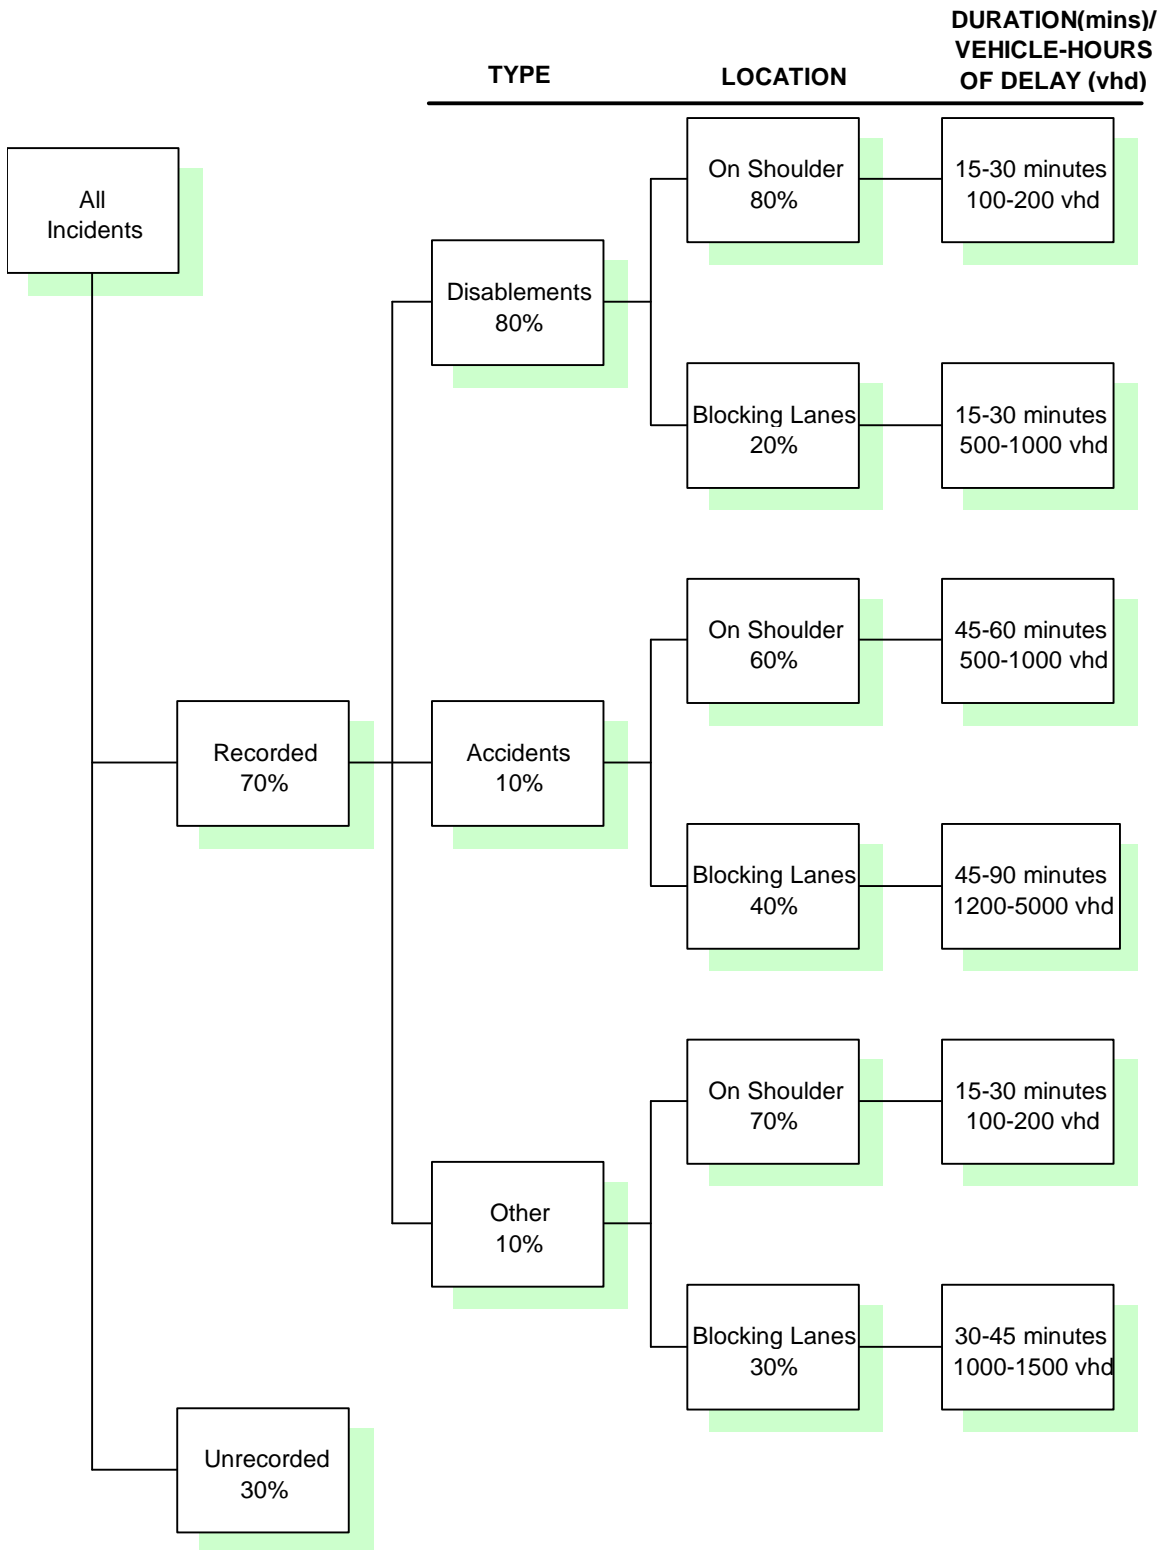 TYPE
LOCATION
DURATION(mins)/
VEHICLE-HOURS
OF DELAY (vhd)
All
Incidents
Recorded
70%
Unrecorded
30%
Disablements
80%
On Shoulder
80%
15-30 minutes
100-200 vhd
Blocking Lanes
20%
15-30 minutes
500-1000 vhd
Accidents
10%
On Shoulder
60%
45-60 minutes
500-1000 vhd
Blocking Lanes
40%
45-90 minutes
1200-5000 vhd
Other
10%
On Shoulder
70%
15-30 minutes
100-200 vhd
Blocking Lanes
30%
30-45 minutes
1000-1500 vhd